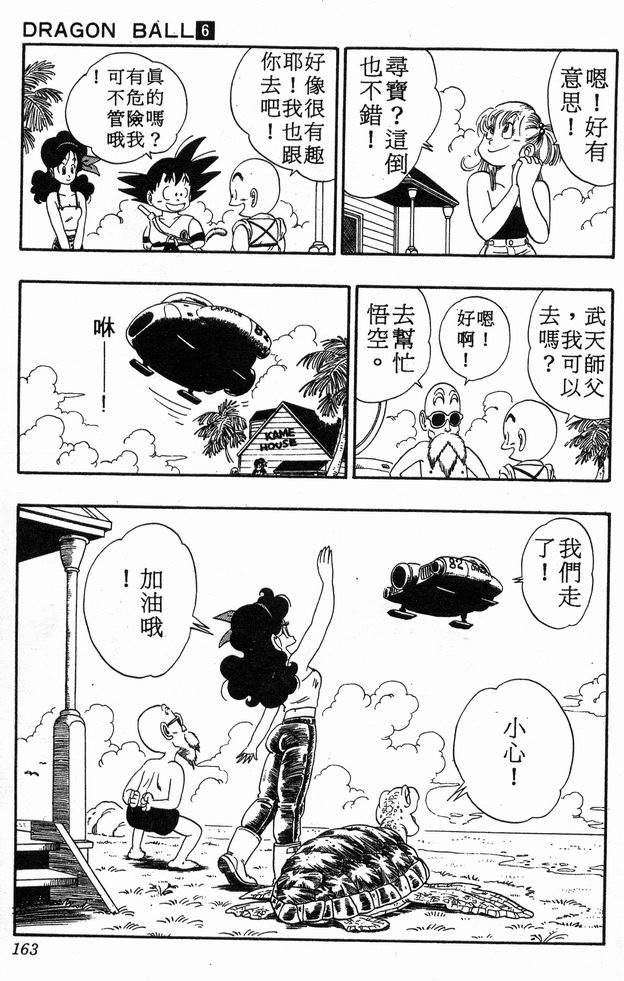 DRAGON BALL 6
嗯！好有
意思！
尋寶？這倒
也不錯！
好像很有趣
耶！我也跟
你去吧！
眞的嗎？
有危險我
可不管哦
！
武天師父
，我可以
去嗎？
嗯！
好啊！
去幫忙
悟空。
咻——！
CAPSULE
82
KAME
HOUSE
我們走
了！
82
加油哦
！
小心！
163